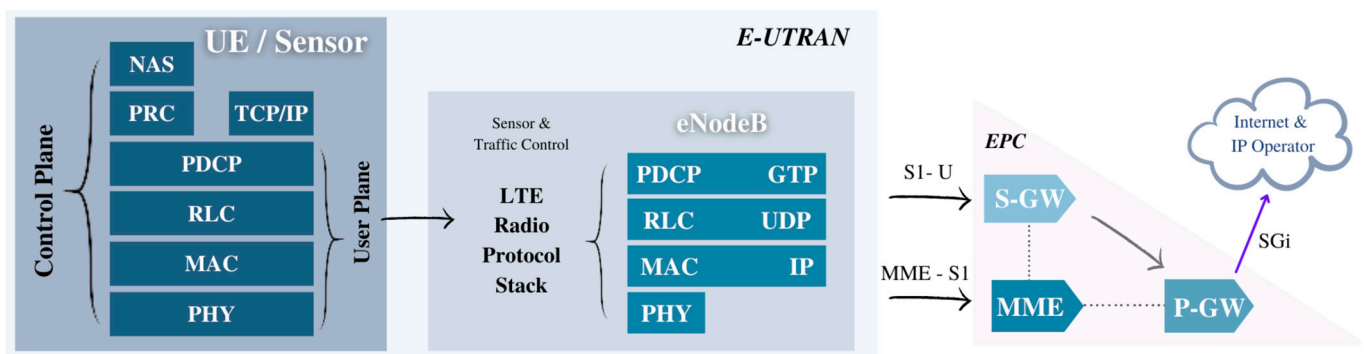 UE / Sensor
E-UTRAN
Control Plane
NAS
PRC
TCP/IP
PDCP
RLC
MAC
PHY
User Plane
Sensor &
Traffic Control
eNodeB
LTE
Radio
Protocol
Stack
PDCP GTP
RLC UDP
MAC IP
PHY
S1- U
MME - S1
EPC
S-GW
MME
P-GW
SGi
Internet &
IP Operator